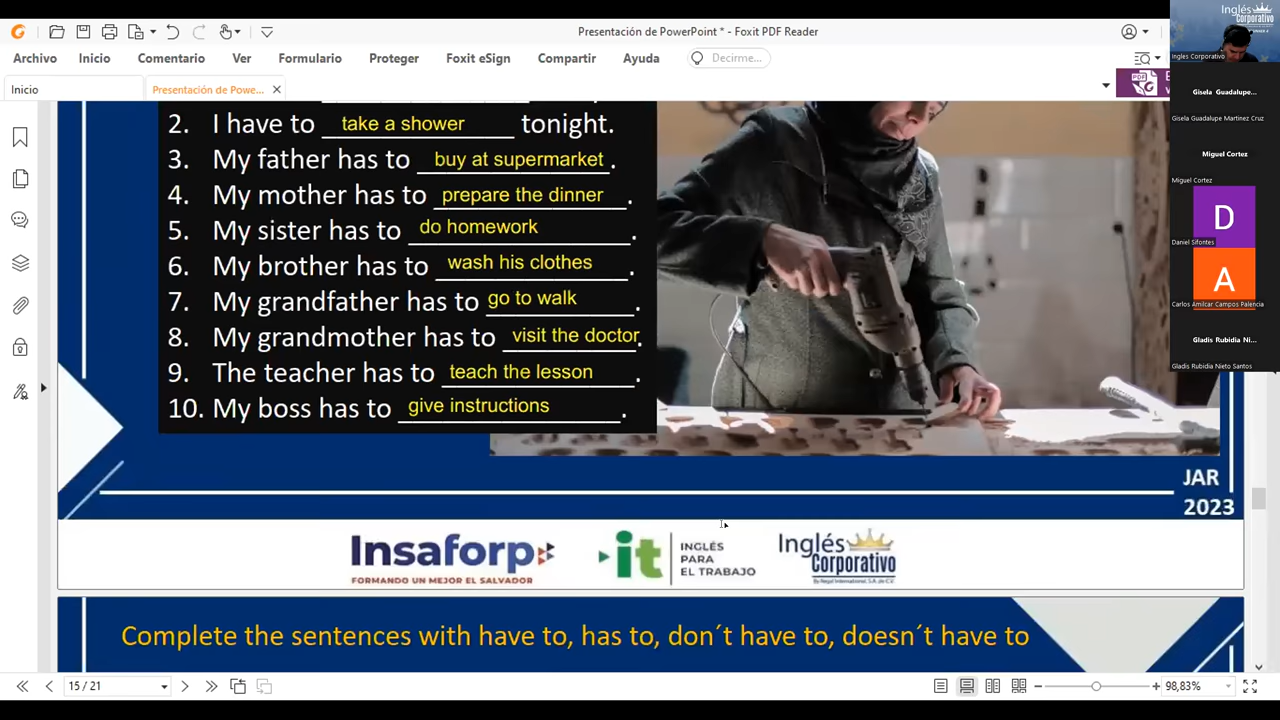 Presentación de PowerPoint * - Foxit PDF Reader
Archivo Inicio Comentario Ver Formulario Proteger Foxit eSign Compartir Ayuda Decirme...
Inicio
Presentación de Powe...
2. I have to take a shower tonight.
3. My father has to buy at supermarket.
4. My mother has to prepare the dinner.
5. My sister has to do homework.
6. My brother has to wash his clothes.
7. My grandfather has to go to walk.
8. My grandmother has to visit the doctor.
9. The teacher has to teach the lesson.
10. My boss has to give instructions.
JAR
2023
Insaforp
FORMANDO UN MEJOR EL SALVADOR
it
INGLÉS
PARA
EL TRABAJO
Inglés
Corporativo
Complete the sentences with have to, has to, don´t have to, doesn´t have to
15 / 21
98,83%
Inglés
Corporativo
Ingles Corporativo
Gisela Guadalupe...
Gisela Guadalupe Martinez Cruz
Miguel Cortez
Miguel Cortez
D
Daniel Sifontes
A
Carlos Amilcar Campos Palencia
Gladis Rubidia Ni...
Gladis Rubidia Nieto Santos